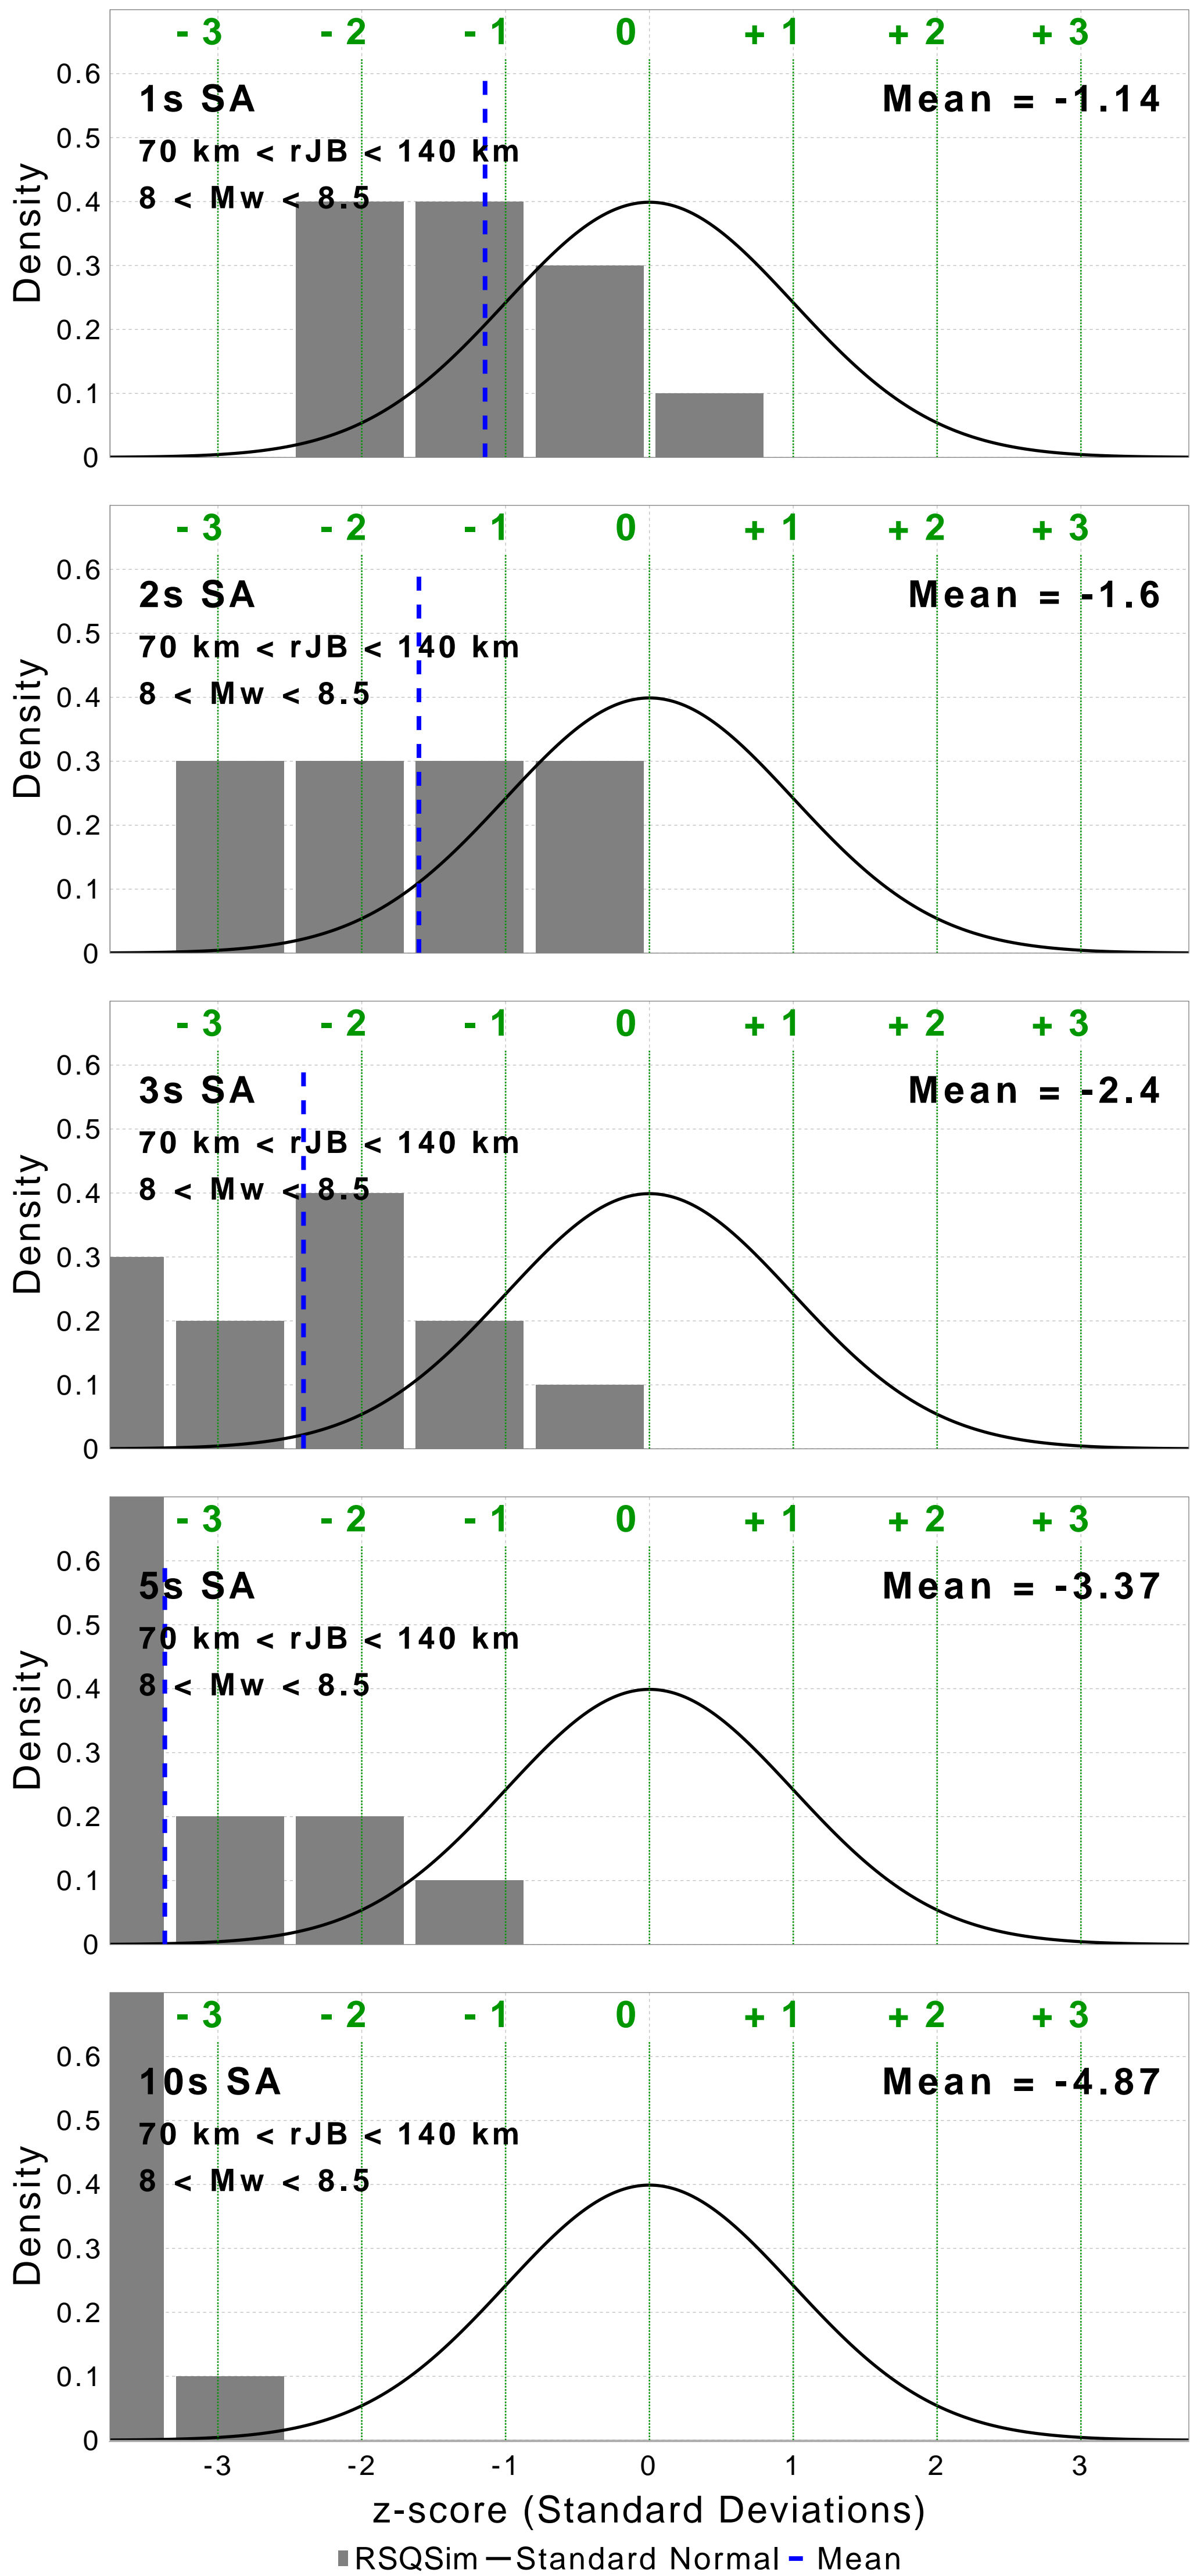 - 3 - 2 - 1 0 + 1 + 2 + 3
0.6
1s SA Mean = -1.14
0.5
70 km < rJB < 140 km
8 < Mw < 8.5
0.4
0.3
0.2
0.1
0
Density
- 3 - 2 - 1 0 + 1 + 2 + 3
0.6
2s SA Mean = -1.6
0.5
70 km < rJB < 140 km
8 < Mw < 8.5
0.4
0.3
0.2
0.1
0
Density
- 3 - 2 - 1 0 + 1 + 2 + 3
0.6
3s SA Mean = -2.4
0.5
70 km < rJB < 140 km
8 < Mw < 8.5
0.4
0.3
0.2
0.1
0
Density
- 3 - 2 - 1 0 + 1 + 2 + 3
0.6
5s SA Mean = -3.37
0.5
70 km < rJB < 140 km
8 < Mw < 8.5
0.4
0.3
0.2
0.1
0
Density
- 3 - 2 - 1 0 + 1 + 2 + 3
0.6
10s SA Mean = -4.87
0.5
70 km < rJB < 140 km
8 < Mw < 8.5
0.4
0.3
0.2
0.1
0
Density
-3 -2 -1 0 1 2 3
z-score (Standard Deviations)
RSQSim Standard Normal Mean